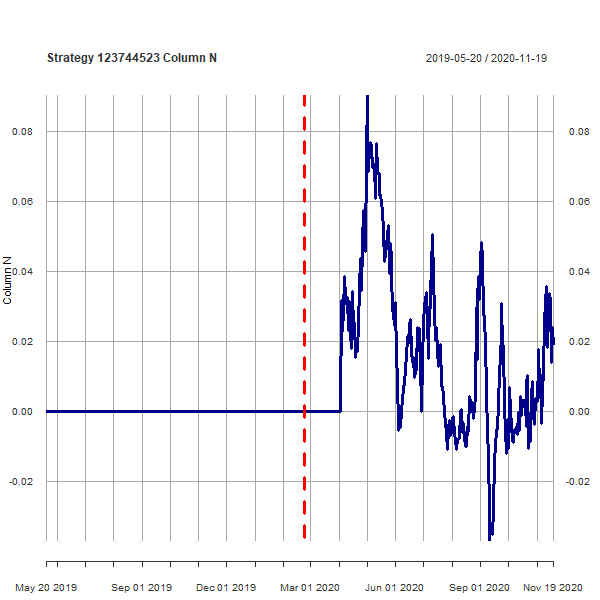 Strategy 123744523 Column N
2019-05-20 / 2020-11-19
0.08
0.08
0.06
0.06
0.04
0.04
Column N
0.02
0.02
0.00
0.00
-0.02
-0.02
May 20 2019
Sep 01 2019
Dec 01 2019
Mar 01 2020
Jun 01 2020
Sep 01 2020
Nov 19 2020